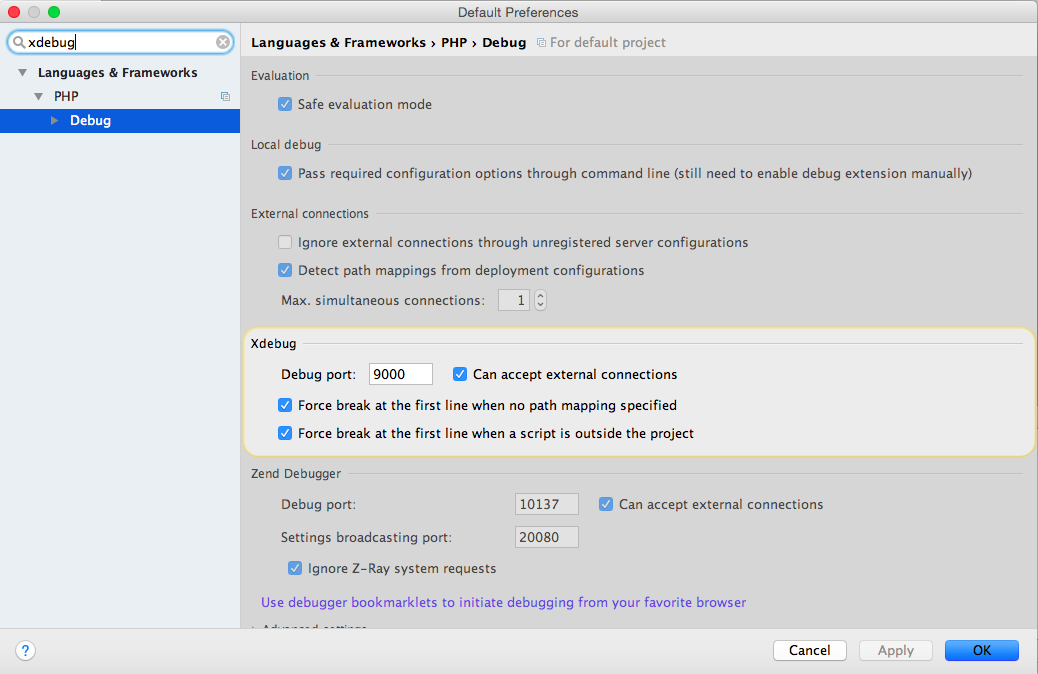 Default Preferences
xdebug
Languages & Frameworks › PHP › Debug For default project
Languages & Frameworks
PHP
Debug
Evaluation
Safe evaluation mode
Local debug
Pass required configuration options through command line (still need to enable debug extension manually)
External connections
Ignore external connections through unregistered server configurations
Detect path mappings from deployment configurations
Max. simultaneous connections: 1
Xdebug
Debug port: 9000 Can accept external connections
Force break at the first line when no path mapping specified
Force break at the first line when a script is outside the project
Zend Debugger
Debug port: 10137 Can accept external connections
Settings broadcasting port: 20080
Ignore Z-Ray system requests
Use debugger bookmarklets to initiate debugging from your favorite browser
Advanced settings
? Cancel Apply OK